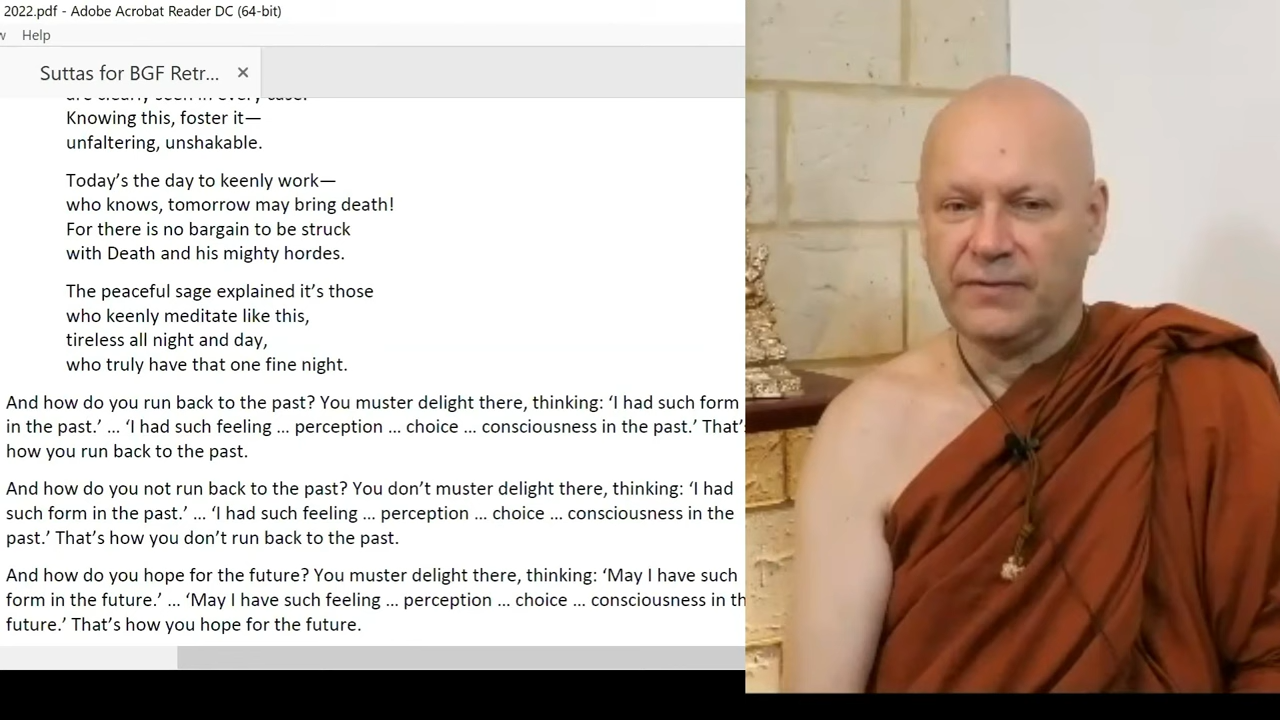 2022.pdf - Adobe Acrobat Reader DC (64-bit)
Help
Suttas for BGF Retr... ×
are clearly seen in every case.
Knowing this, foster it—
unfaltering, unshakable.
Today’s the day to keenly work—
who knows, tomorrow may bring death!
For there is no bargain to be struck
with Death and his mighty hordes.
The peaceful sage explained it’s those
who keenly meditate like this,
tireless all night and day,
who truly have that one fine night.
And how do you run back to the past? You muster delight there, thinking: ‘I had such form
in the past.’ ... ‘I had such feeling ... perception ... choice ... consciousness in the past.’ That’s
how you run back to the past.
And how do you not run back to the past? You don’t muster delight there, thinking: ‘I had
such form in the past.’ ... ‘I had such feeling ... perception ... choice ... consciousness in the
past.’ That’s how you don’t run back to the past.
And how do you hope for the future? You muster delight there, thinking: ‘May I have such
form in the future.’ ... ‘May I have such feeling ... perception ... choice ... consciousness in th
future.’ That’s how you hope for the future.